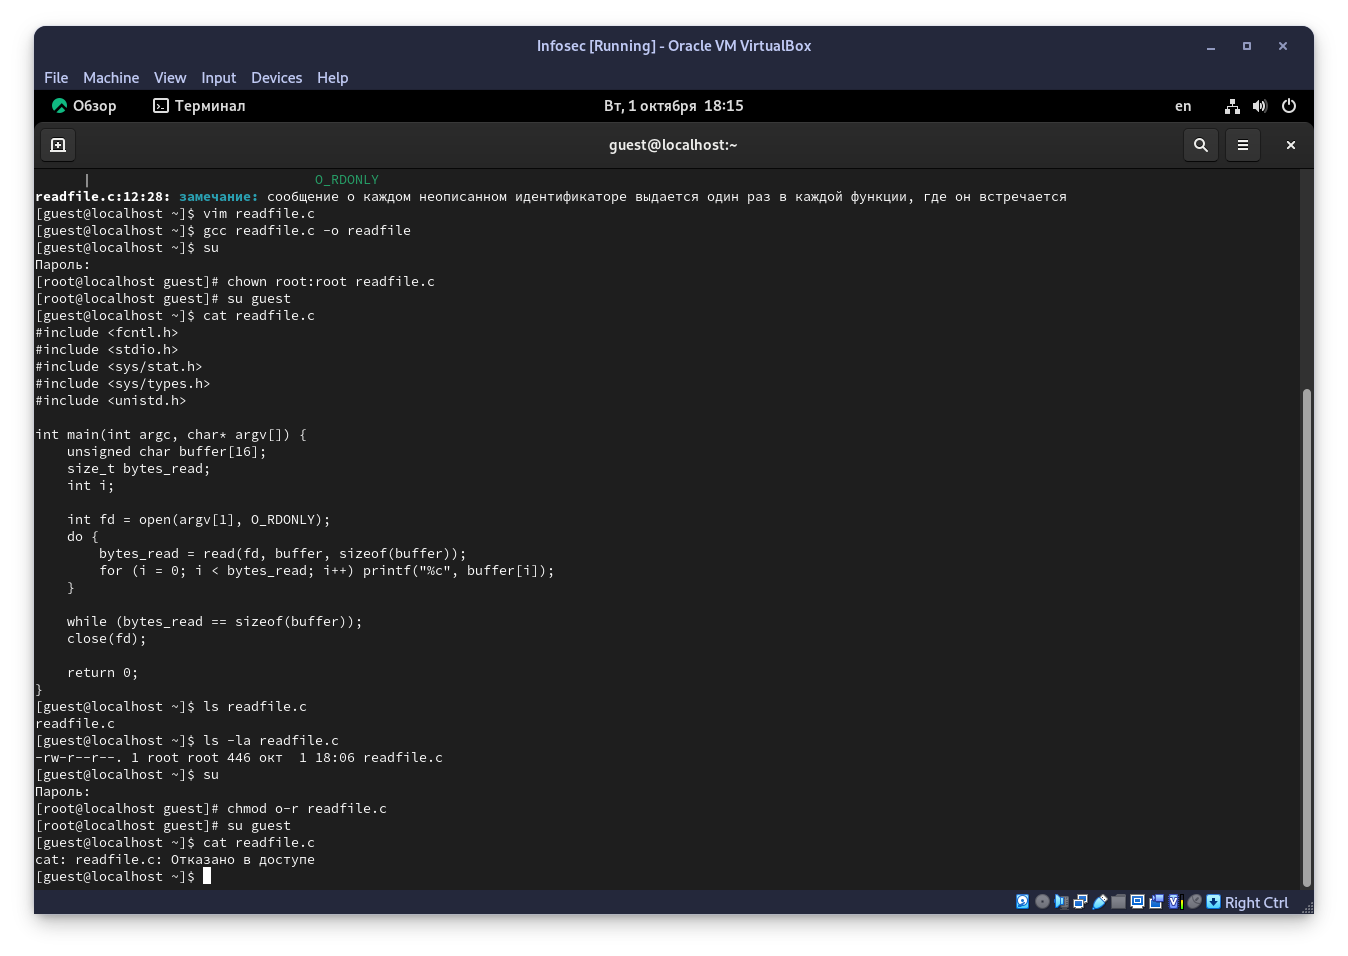 Infosec [Running] - Oracle VM VirtualBox
File Machine View Input Devices Help
Обзор Терминал Вт, 1 октября 18:15 en
guest@localhost:~
| O_RDONLY
readfile.c:12:28: замечание: сообщение о каждом неописанном идентификаторе выдается один раз в каждой функции, где он встречается
[guest@localhost ~]$ vim readfile.c
[guest@localhost ~]$ gcc readfile.c -o readfile
[guest@localhost ~]$ su
Пароль:
[root@localhost guest]# chown root:root readfile.c
[root@localhost guest]# su guest
[guest@localhost ~]$ cat readfile.c
#include <fcntl.h>
#include <stdio.h>
#include <sys/stat.h>
#include <sys/types.h>
#include <unistd.h>

int main(int argc, char* argv[]) {
    unsigned char buffer[16];
    size_t bytes_read;
    int i;

    int fd = open(argv[1], O_RDONLY);
    do {
        bytes_read = read(fd, buffer, sizeof(buffer));
        for (i = 0; i < bytes_read; i++) printf("%c", buffer[i]);
    }

    while (bytes_read == sizeof(buffer));
    close(fd);

    return 0;
}
[guest@localhost ~]$ ls readfile.c
readfile.c
[guest@localhost ~]$ ls -la readfile.c
-rw-r--r--. 1 root root 446 окт  1 18:06 readfile.c
[guest@localhost ~]$ su
Пароль:
[root@localhost guest]# chmod o-r readfile.c
[root@localhost guest]# su guest
[guest@localhost ~]$ cat readfile.c
cat: readfile.c: Отказано в доступе
[guest@localhost ~]$
Right Ctrl